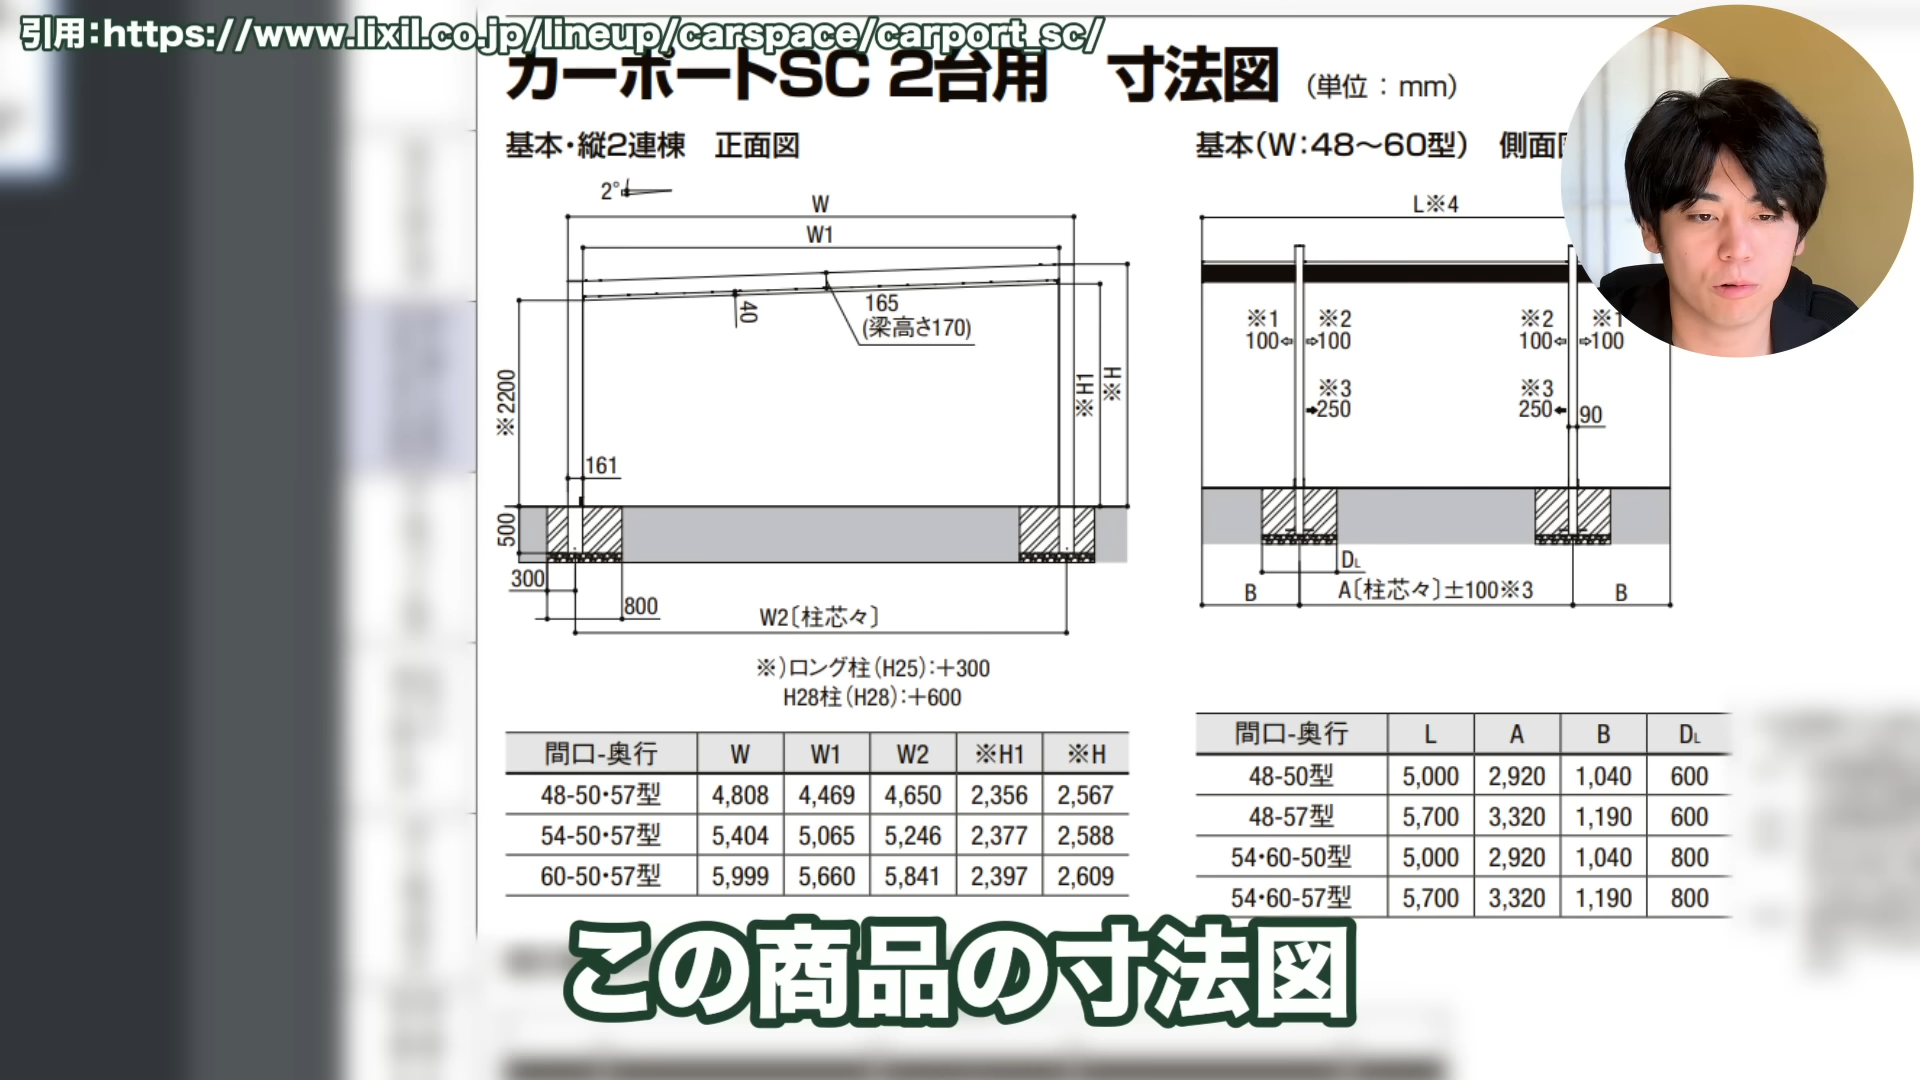 引用：https://www.lixil.co.jp/lineup/carspace/carport_sc/
カーポートSC 2台用　寸法図 (単位：mm)
基本・縦2連棟　正面図
2°
W
W1
165
(梁高さ170)
40
※2200
※H1
※H
161
500
300
800
W2〔柱芯々〕
※)ロング柱(H25)：＋300
H28柱(H28)：＋600
間口-奥行 W W1 W2 ※H1 ※H
48-50・57型 4,808 4,469 4,650 2,356 2,567
54-50・57型 5,404 5,065 5,246 2,377 2,588
60-50・57型 5,999 5,660 5,841 2,397 2,609
基本(W：48〜60型)　側面
L※4
※1 ※2 ※2 ※1
100⇦ ⇨100 100⇦ ⇨100
※3 ※3
➡250 250⬅ 90
DL
B A〔柱芯々〕±100※3 B
間口-奥行 L A B DL
48-50型 5,000 2,920 1,040 600
48-57型 5,700 3,320 1,190 600
54・60-50型 5,000 2,920 1,040 800
54・60-57型 5,700 3,320 1,190 800
この商品の寸法図